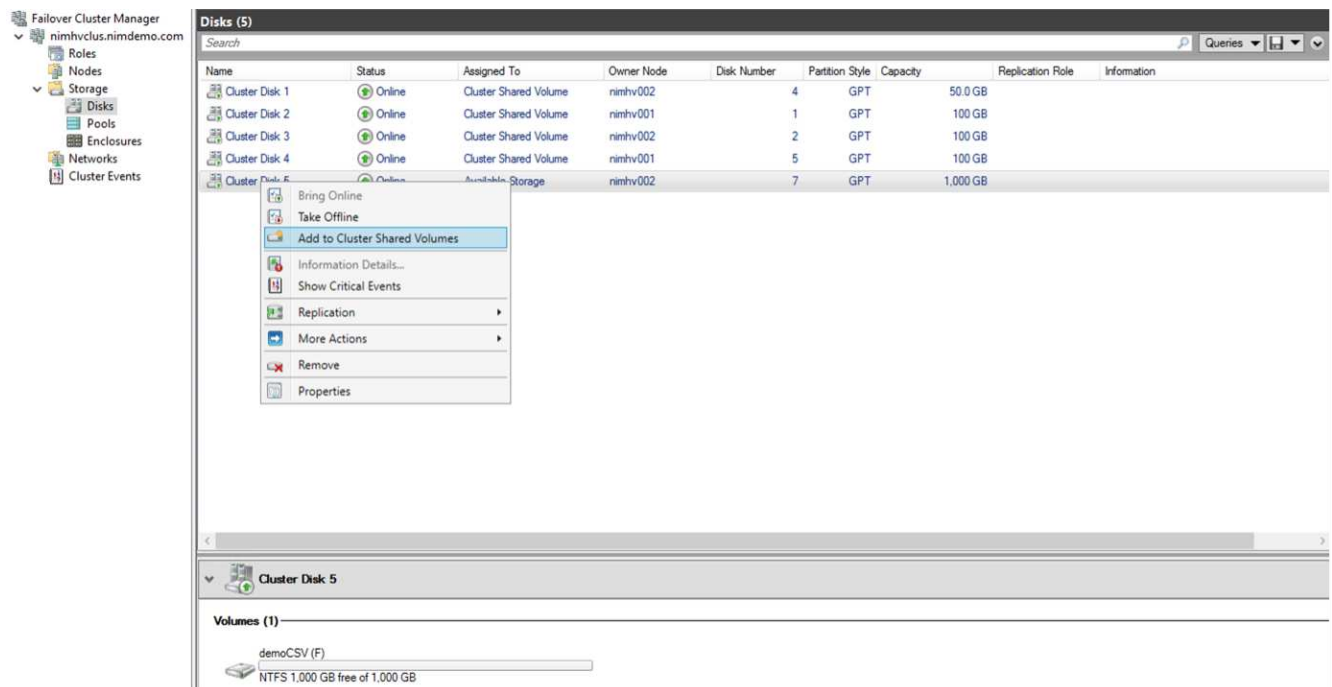 Failover Cluster Manager
nimhvclus.nimdemo.com
Roles
Nodes
Storage
Disks
Pools
Enclosures
Networks
Cluster Events
Disks (5)
Search
Queries
Name Status Assigned To Owner Node Disk Number Partition Style Capacity Replication Role Information
Cluster Disk 1 Online Cluster Shared Volume nimhv002 4 GPT 50.0 GB
Cluster Disk 2 Online Cluster Shared Volume nimhv001 1 GPT 100 GB
Cluster Disk 3 Online Cluster Shared Volume nimhv002 2 GPT 100 GB
Cluster Disk 4 Online Cluster Shared Volume nimhv001 5 GPT 100 GB
Cluster Disk 5 Online Available Storage nimhv002 7 GPT 1,000 GB
Bring Online
Take Offline
Add to Cluster Shared Volumes
Information Details...
Show Critical Events
Replication
More Actions
Remove
Properties
Cluster Disk 5
Volumes (1)
demoCSV (F)
NTFS 1,000 GB free of 1,000 GB